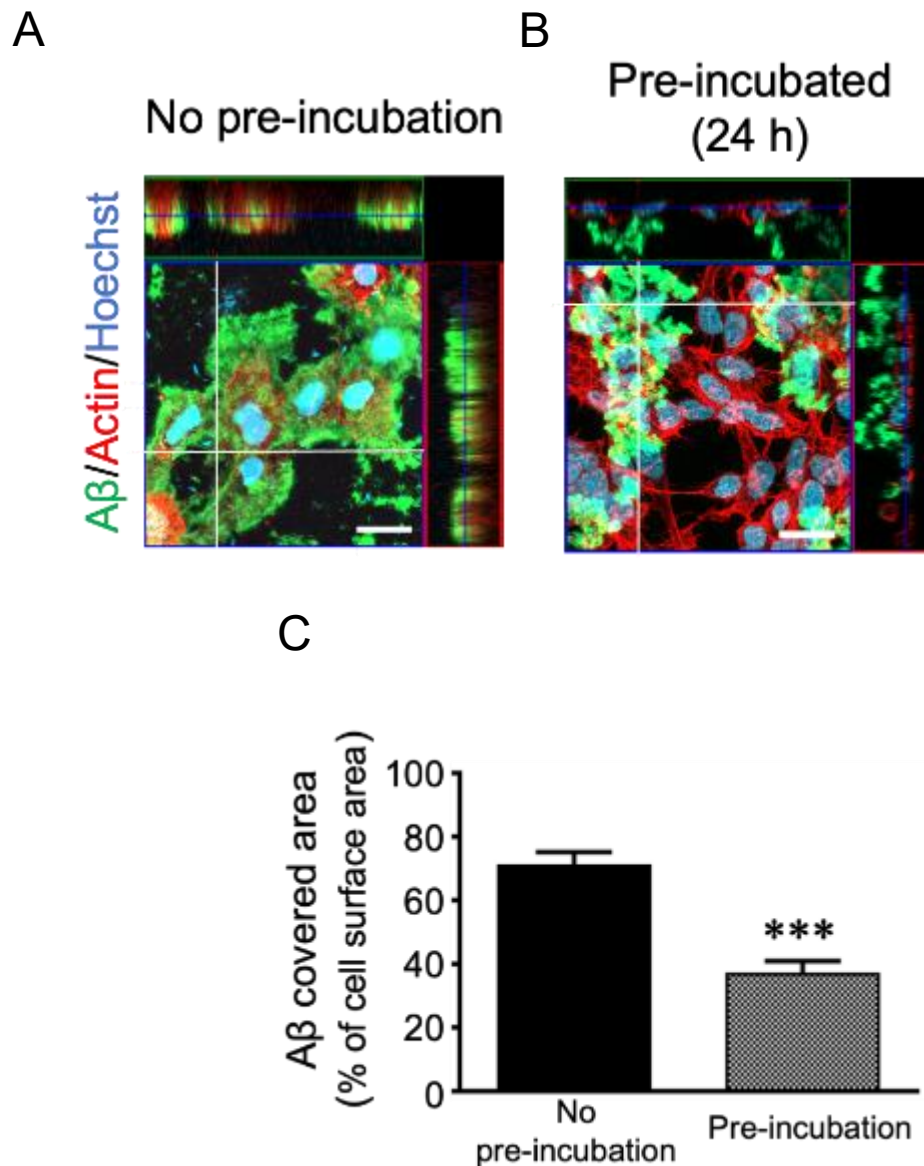 A
B
No pre-incubation
Pre-incubated
(24 h)
Aβ/Actin/Hoechst
C
Aβ covered area
(% of cell surface area)
100
80
60
40
20
0
***
No
pre-incubation
Pre-incubation